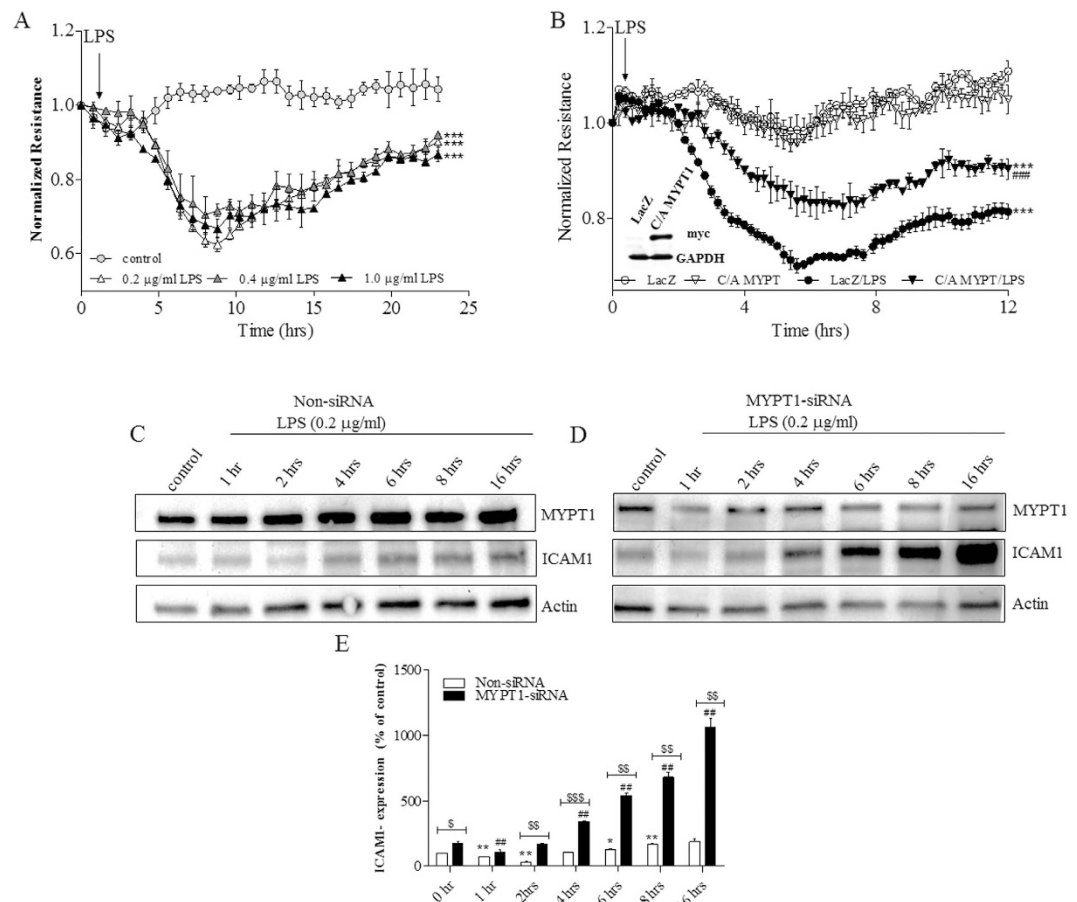 A
LPS
1.2
1.0
0.8
0.6
Normalized Resistance
control
0.2 µg/ml LPS
0.4 µg/ml LPS
1.0 µg/ml LPS
***
***
***
0 5 10 15 20 25
Time (hrs)
B
LPS
1.2
1.0
0.8
Normalized Resistance
LacZ
C/A MYPT1
myc
GAPDH
***
###
***
LacZ
C/A MYPT
LacZ/LPS
C/A MYPT/LPS
0 4 8 12
Time (hrs)
C
Non-siRNA
LPS (0.2 µg/ml)
control 1 hr 2 hrs 4 hrs 6 hrs 8 hrs 16 hrs
MYPT1
ICAM1
Actin
D
MYPT1-siRNA
LPS (0.2 µg/ml)
control 1 hr 2 hrs 4 hrs 6 hrs 8 hrs 16 hrs
MYPT1
ICAM1
Actin
E
1500
1000
500
0
ICAM1- expression (% of control)
Non-siRNA
MYPT1-siRNA
$
** ##
$$
**
$$$
##
$$
##
*
$$
##
**
$$
##
0 hr 1 hr 2hrs 4 hrs 6 hrs 8hrs